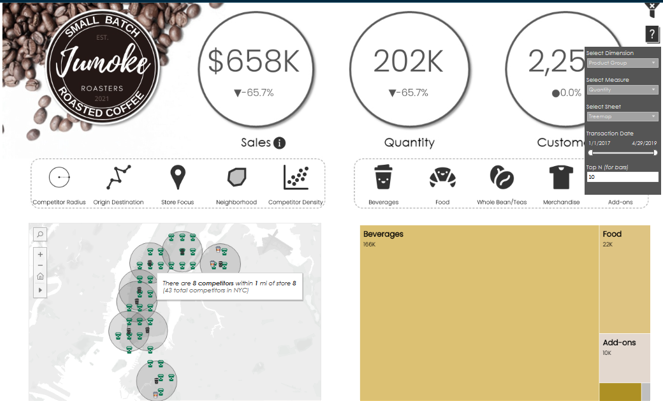 SMALL BATCH
EST.
Jumoke
ROASTERS
2021
ROASTED COFFEE
$658K
▼-65.7%
Sales
202K
▼-65.7%
Quantity
2,25
●0.0%
Custome
?
Select Dimension
Product Group
Select Measure
Quantity
Select Sheet
Treemap
Transaction Date
1/1/2017 4/29/2019
Top N (for bars)
10
Competitor Radius
Origin Destination
Store Focus
Neighborhood
Competitor Density
Beverages
Food
Whole Bean/Teas
Merchandise
Add-ons
There are 8 competitors within 1 mi of store 8
(43 total competitors in NYC)
Beverages
166K
Food
22K
Add-ons
10K